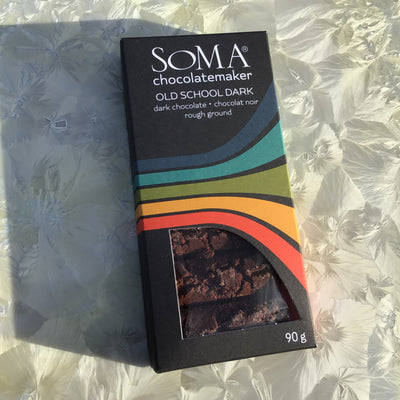 SOMA®
chocolatemaker
OLD SCHOOL DARK
dark chocolate • chocolat noir
rough ground
90 g